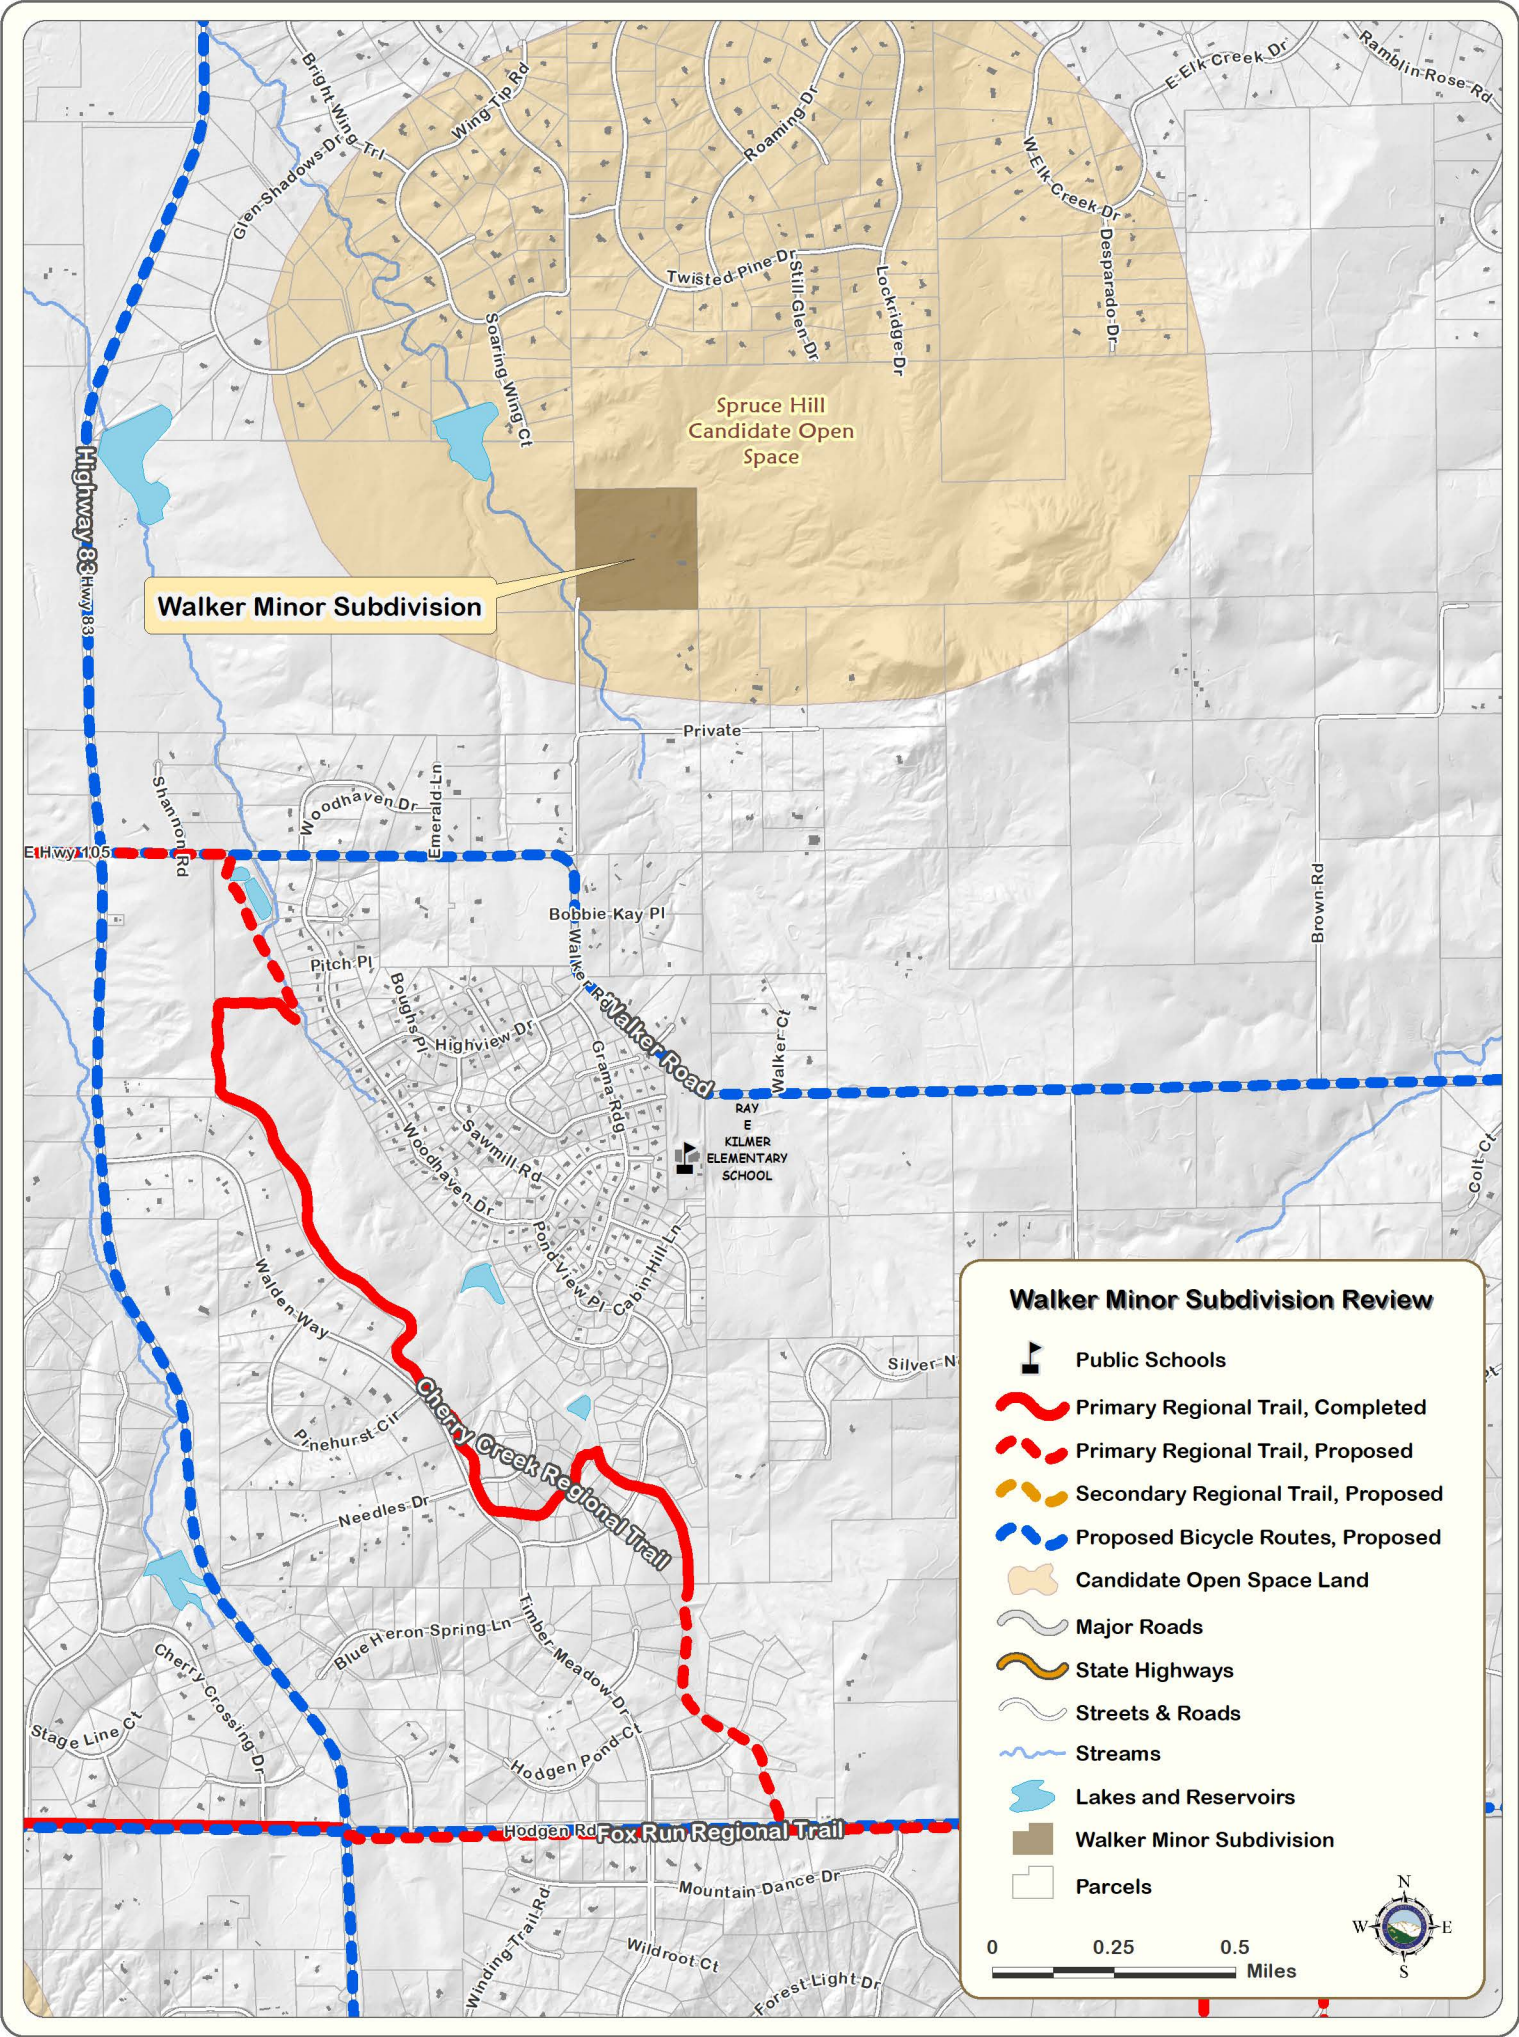 Bright Wing Trl
Wing Tip Rd
Glen Shadows Dr
Roaming Dr
E Elk Creek Dr
Ramblin Rose Rd
W Elk Creek Dr
Desparado Dr
Twisted Pine Dr
Still Glen Dr
Lockridge Dr
Soaring Wing Ct
Spruce Hill
Candidate Open
Space
Highway 83
Hwy 83
Walker Minor Subdivision
Private
Shannon Rd
Woodhaven Dr
Emerald Ln
E Hwy 105
Brown Rd
Bobbie Kay Pl
Walker Rd
Walker Road
Pitch Pl
Boughs Pl
Highview Dr
Grama Rdg
Walker Ct
RAY
E
KILMER
ELEMENTARY
SCHOOL
Woodhaven Dr
Sawmill Rd
Colt Ct
Pond View Pl
Cabin Hill Ln
Walden Way
Silver N
Pt
Cherry Creek Regional Trail
Pinehurst Cir
Needles Dr
Blue Heron Spring Ln
Timber Meadow Dr
Cherry Crossing Dr
Stage Line Ct
Hodgen Pond Ct
Hodgen Rd
Fox Run Regional Trail
Mountain Dance Dr
Winding Trail Rd
Wildroot Ct
Forest Light Dr
Walker Minor Subdivision Review
Public Schools
Primary Regional Trail, Completed
Primary Regional Trail, Proposed
Secondary Regional Trail, Proposed
Proposed Bicycle Routes, Proposed
Candidate Open Space Land
Major Roads
State Highways
Streets & Roads
Streams
Lakes and Reservoirs
Walker Minor Subdivision
Parcels
N
W
E
S
0
0.25
0.5
Miles